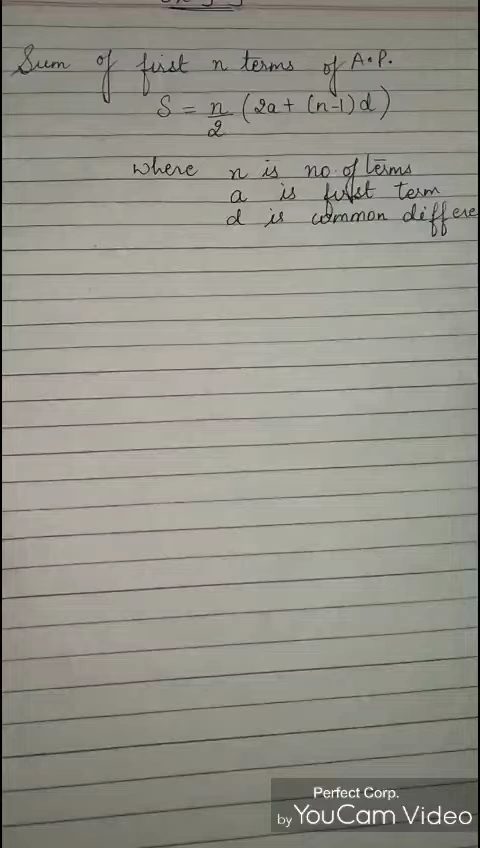 Sum of first n terms of A.P.
S = n/2 (2a + (n-1)d)
where n is no. of terms
a is first term
d is common differe
Perfect Corp.
by YouCam Video